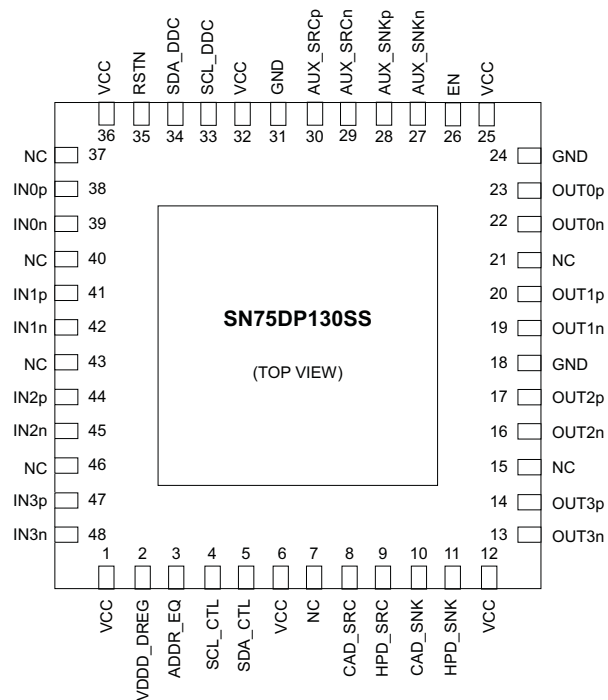 VCC
RSTN
SDA_DDC
SCL_DDC
VCC
GND
AUX_SRCp
AUX_SRCn
AUX_SNKp
AUX_SNKn
EN
VCC
36
35
34
33
32
31
30
29
28
27
26
25
NC
37
24
GND
IN0p
38
23
OUT0p
IN0n
39
22
OUT0n
NC
40
21
NC
IN1p
41
20
OUT1p
IN1n
42
19
OUT1n
NC
43
18
GND
IN2p
44
17
OUT2p
IN2n
45
16
OUT2n
NC
46
15
NC
IN3p
47
14
OUT3p
IN3n
48
13
OUT3n
SN75DP130SS
(TOP VIEW)
1
2
3
4
5
6
7
8
9
10
11
12
VCC
VDDD_DREG
ADDR_EQ
SCL_CTL
SDA_CTL
VCC
NC
CAD_SRC
HPD_SRC
CAD_SNK
HPD_SNK
VCC